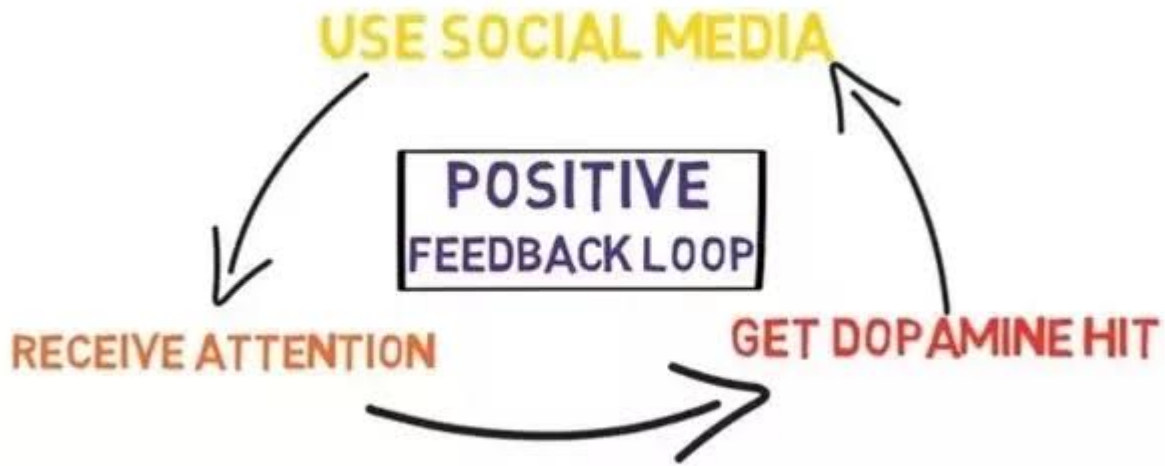 USE SOCIAL MEDIA
POSITIVE
FEEDBACK LOOP
RECEIVE ATTENTION
GET DOPAMINE HIT